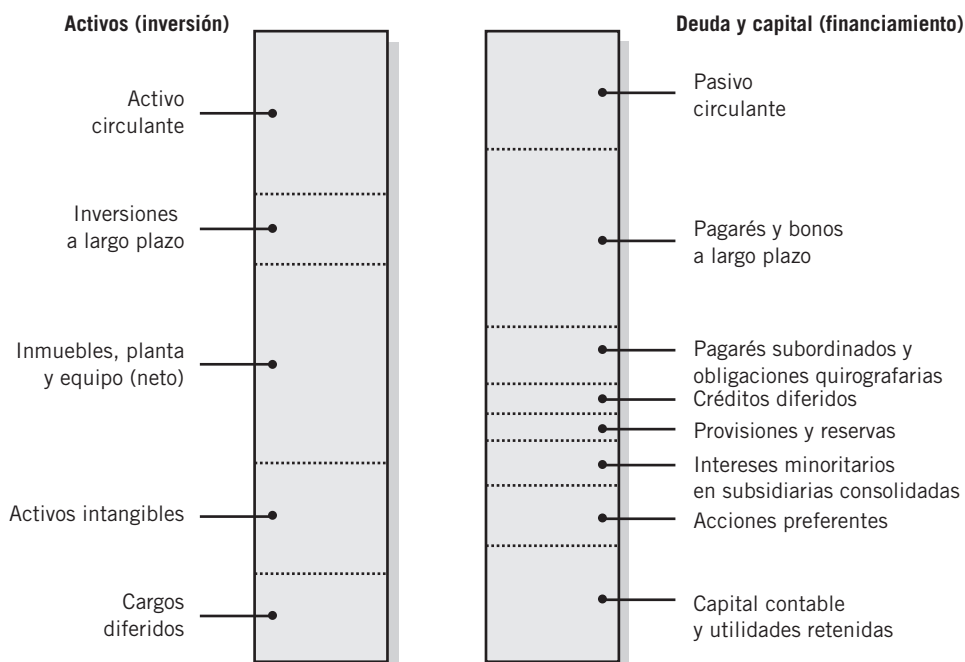 Activos (inversión)
Activo
circulante
Inversiones
a largo plazo
Inmuebles, planta
y equipo (neto)
Activos intangibles
Cargos
diferidos
Deuda y capital (financiamiento)
Pasivo
circulante
Pagarés y bonos
a largo plazo
Pagarés subordinados y
obligaciones quirografarias
Créditos diferidos
Provisiones y reservas
Intereses minoritarios
en subsidiarias consolidadas
Acciones preferentes
Capital contable
y utilidades retenidas